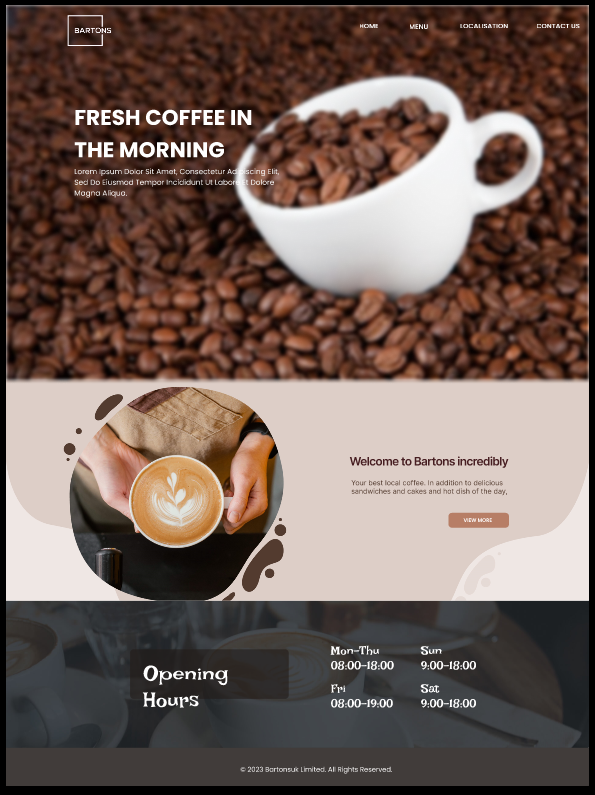 BARTONS
HOME MENU LOCALISATION CONTACT US
FRESH COFFEE IN
THE MORNING
Lorem Ipsum Dolor Sit Amet, Consectetur Adipiscing Elit,
Sed Do Eiusmod Tempor Incididunt Ut Labore Et Dolore
Magna Aliqua.
Welcome to Bartons incredibly
Your best local coffee. In addition to delicious
sandwiches and cakes and hot dish of the day,
VIEW MORE
Opening
Hours
Mon-Thu
08:00-18:00
Sun
9:00-18:00
Fri
08:00-19:00
Sat
9:00-18:00
© 2023 Bartonsuk Limited. All Rights Reserved.